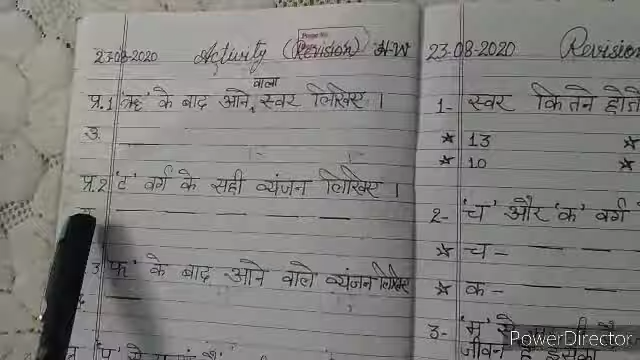 23-08-2020 Activity (Revision) H.W
वाला
प्र.1 'ऋ' के बाद आने, स्वर लिखिए ।
उ.
प्र.2 'ट' वर्ग के सही व्यंजन लिखिए ।
3 'फ' के बाद आने वाले व्यंजन लिखिए
23-08-2020 Revision
1- स्वर कितने होते
* 13 *
* 10 *
2- 'च' और 'क' वर्ग
* च -
* क -
3- 'म' से
जीवन है
PowerDirector